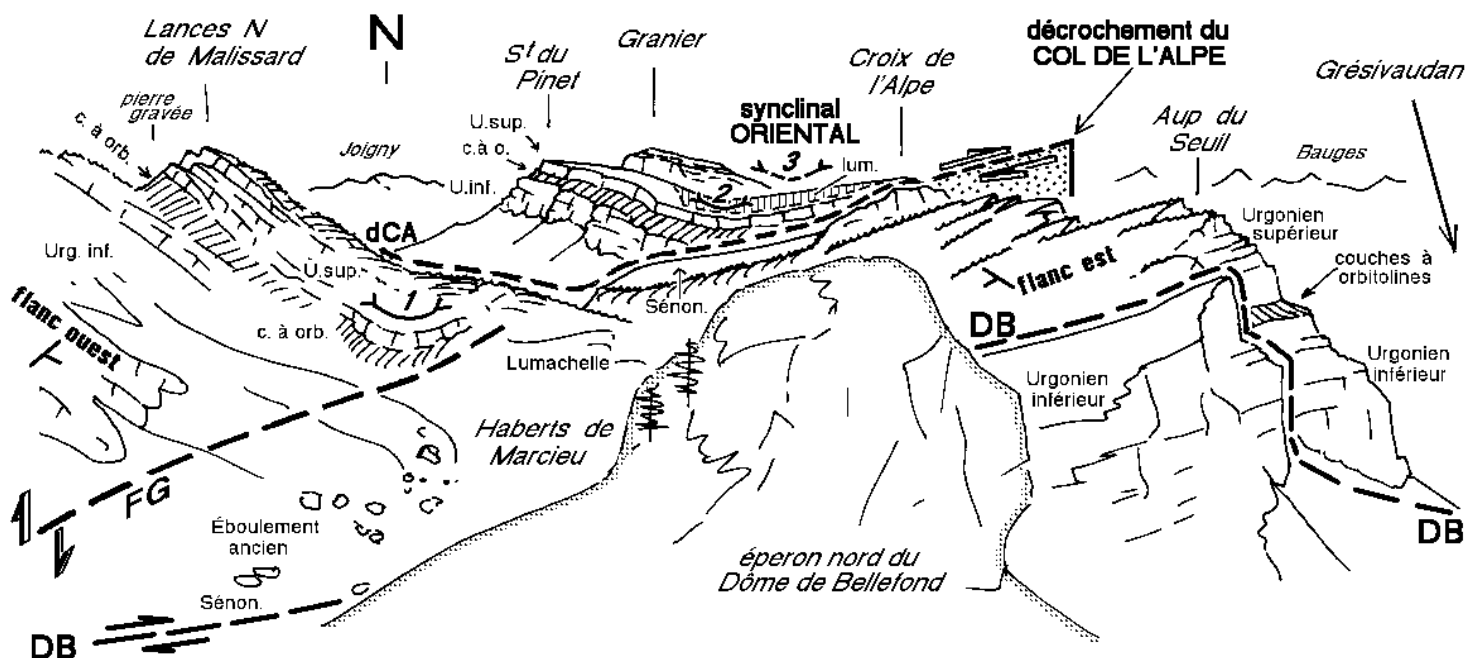 Lances N
de Malissard
N
S^t du
Pinet
Granier
Croix de
l'Alpe
décrochement du
COL DE L'ALPE
Grésivaudan
pierre
gravée
c. à orb.
Joigny
U.sup.
c.à o.
U.inf.
synclinal
ORIENTAL
3
lum.
2
Aup du
Seuil
Bauges
Urgonien
supérieur
couches à
orbitolines
dCA
Urg. inf.
U.sup.
1
Sénon.
flanc est
flanc ouest
c. à orb.
Lumachelle
DB
Urgonien
inférieur
Urgonien
inférieur
Haberts de
Marcieu
FG
Éboulement
ancien
éperon nord du
Dôme de Bellefond
DB
Sénon.
DB